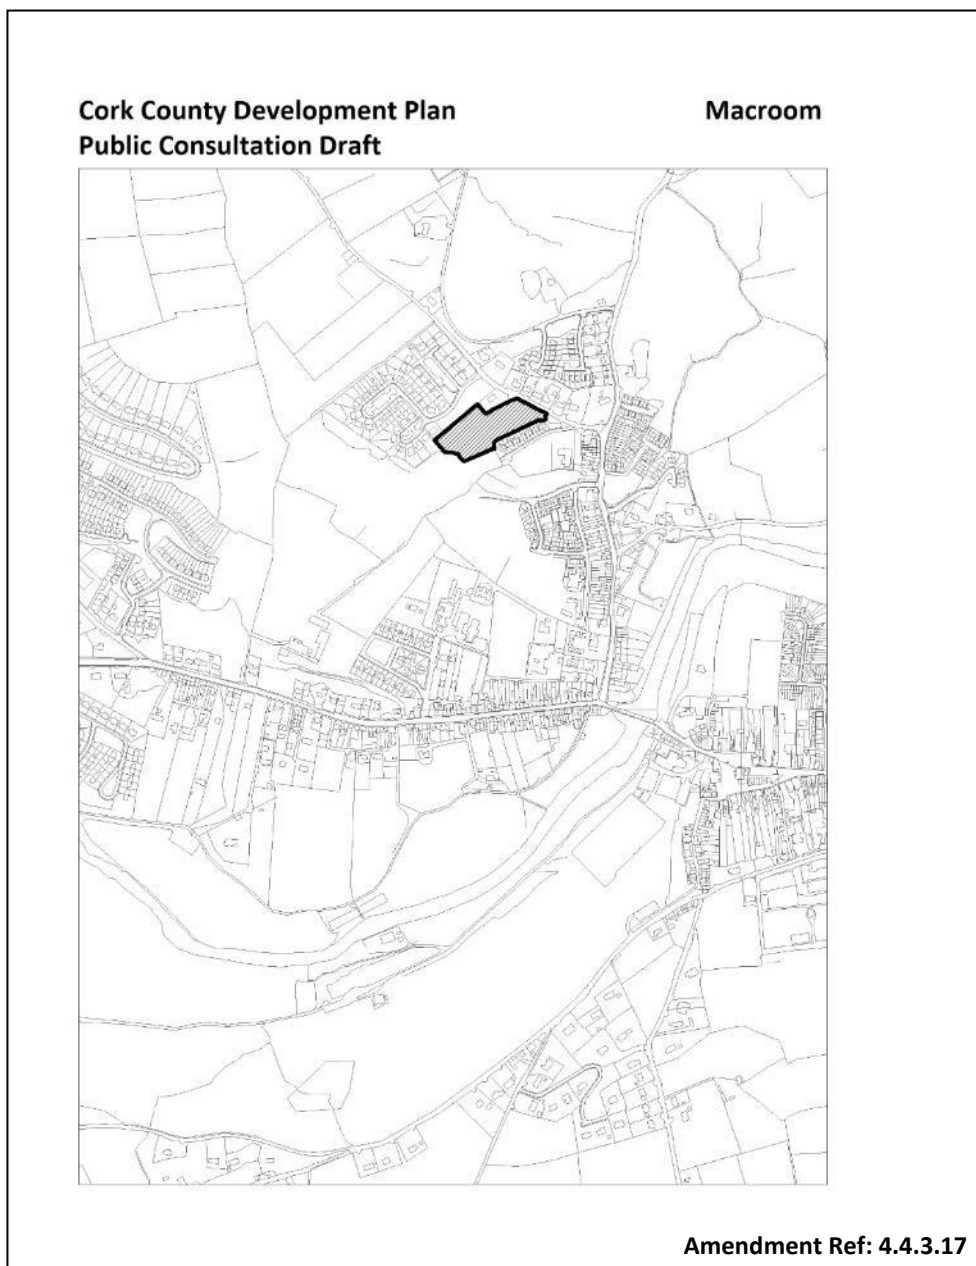 Cork County Development Plan Macroom
Public Consultation Draft
Amendment Ref: 4.4.3.17